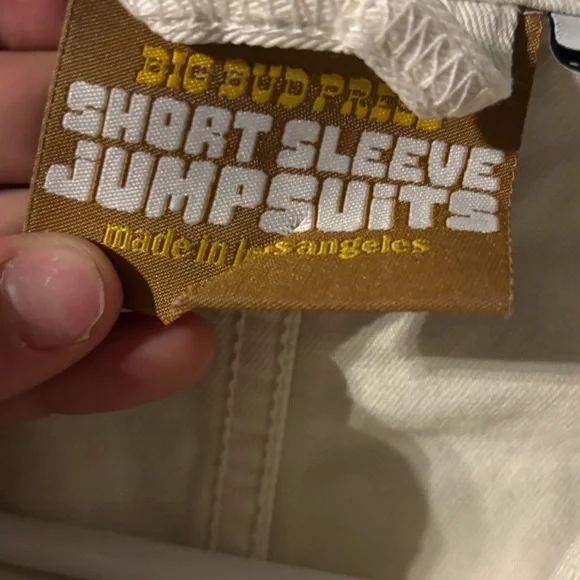 BIG BUD PRESS
SHORT SLEEVE
JUMPSUiTS
made in los angeles